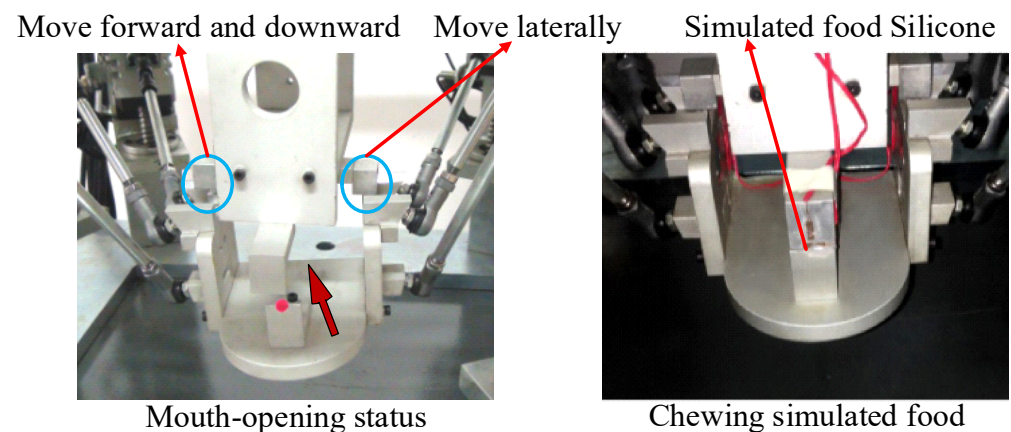 Move forward and downward
Move laterally
Simulated food Silicone
Mouth-opening status
Chewing simulated food